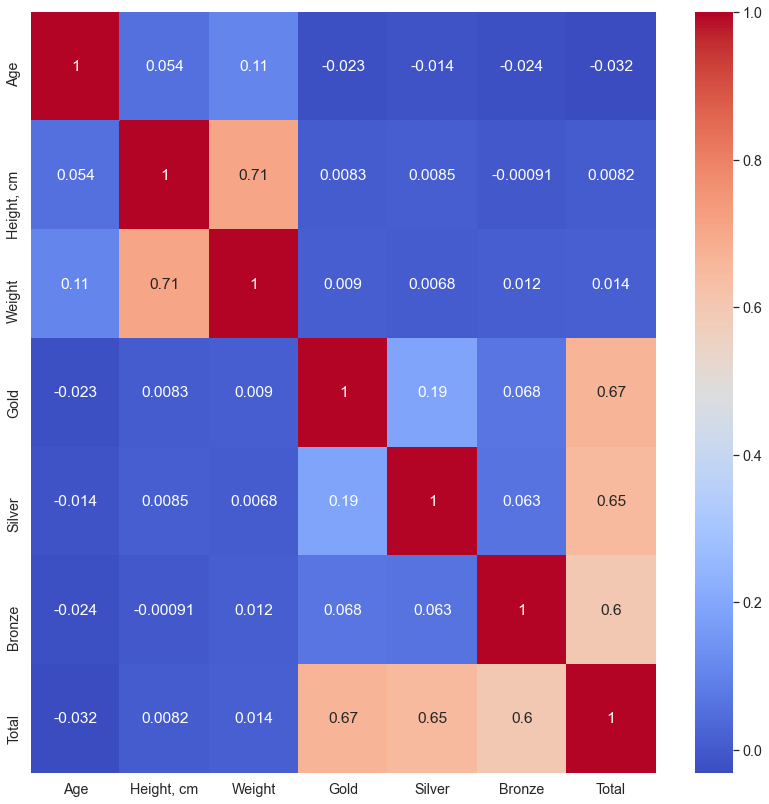 1.0
Age 1 0.054 0.11 -0.023 -0.014 -0.024 -0.032
0.8
Height, cm 0.054 1 0.71 0.0083 0.0085 -0.00091 0.0082
Weight 0.11 0.71 1 0.009 0.0068 0.012 0.014
0.6
Gold -0.023 0.0083 0.009 1 0.19 0.068 0.67
0.4
Silver -0.014 0.0085 0.0068 0.19 1 0.063 0.65
0.2
Bronze -0.024 -0.00091 0.012 0.068 0.063 1 0.6
Total -0.032 0.0082 0.014 0.67 0.65 0.6 1
0.0
Age Height, cm Weight Gold Silver Bronze Total